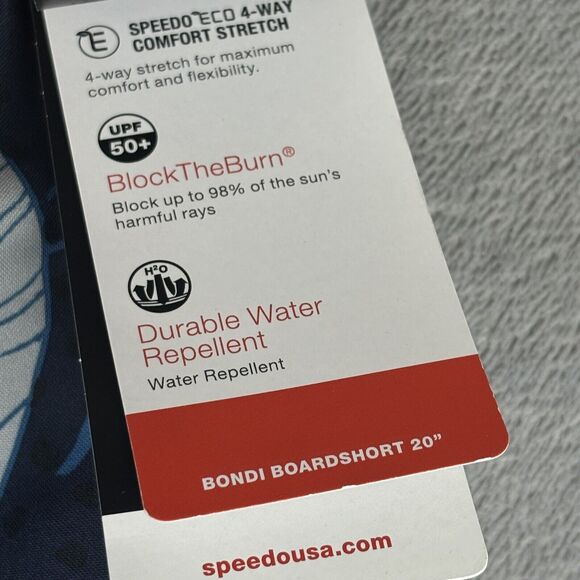 E
SPEEDO ECO 4-WAY
COMFORT STRETCH
4-way stretch for maximum
comfort and flexibility.
UPF
50+
BlockTheBurn®
Block up to 98% of the sun's
harmful rays
H²O
Durable Water
Repellent
Water Repellent
BONDI BOARDSHORT 20”
speedousa.com